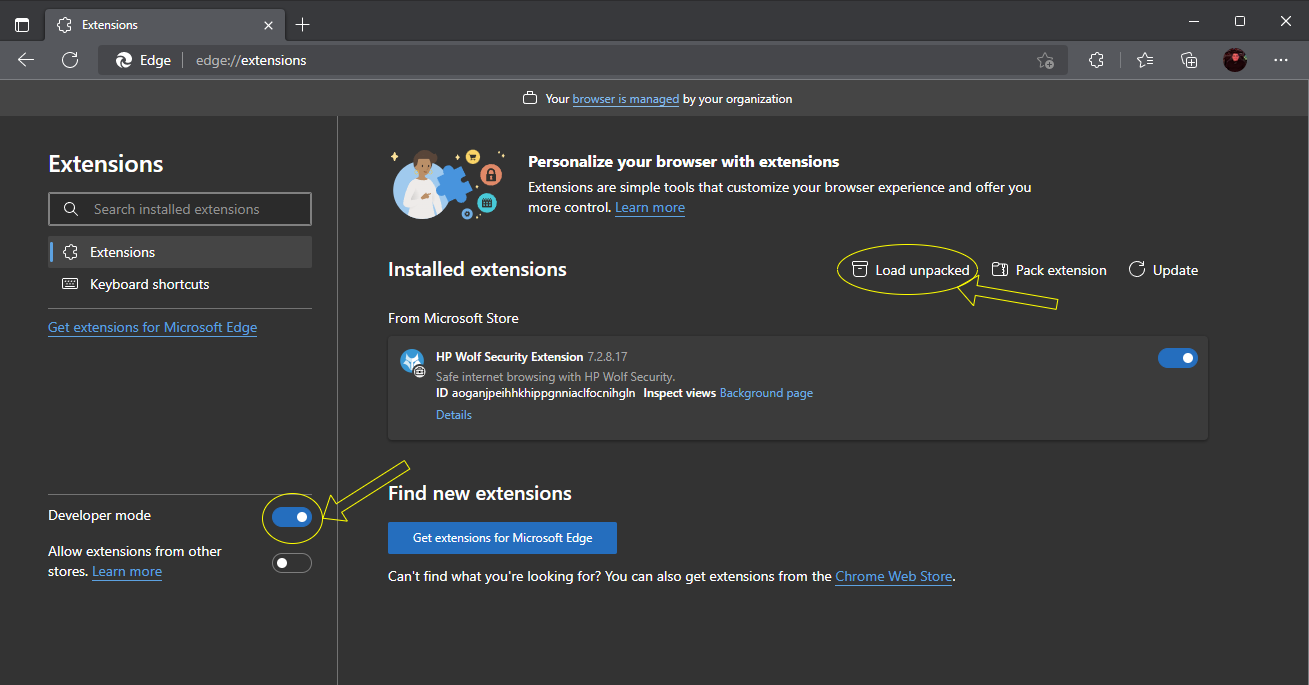 Extensions
Edge
edge://extensions
Your browser is managed by your organization
Extensions
Search installed extensions
Extensions
Keyboard shortcuts
Get extensions for Microsoft Edge
Developer mode
Allow extensions from other
stores. Learn more
Personalize your browser with extensions
Extensions are simple tools that customize your browser experience and offer you
more control. Learn more
Installed extensions
Load unpacked
Pack extension
Update
From Microsoft Store
HP Wolf Security Extension 7.2.8.17
Safe internet browsing with HP Wolf Security.
ID aoganjpeihhkhippgnniaclfocnihgln Inspect views Background page
Details
Find new extensions
Get extensions for Microsoft Edge
Can't find what you're looking for? You can also get extensions from the Chrome Web Store.